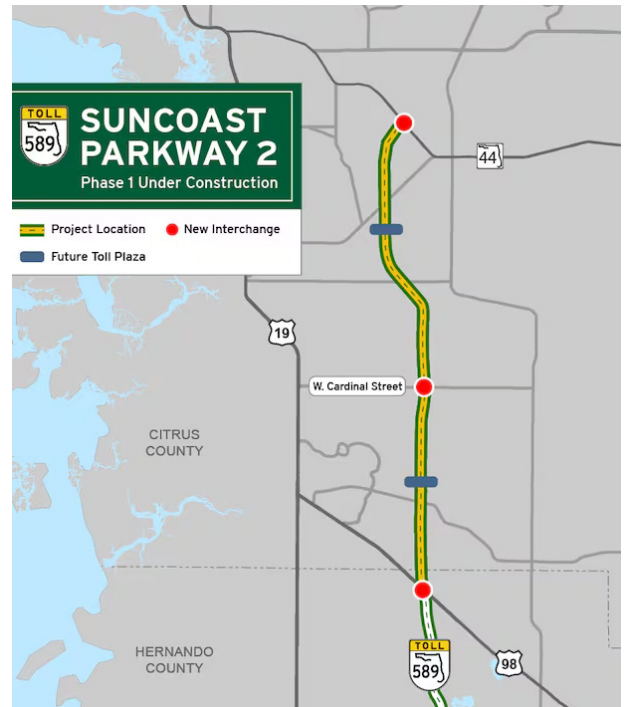 TOLL
589
SUNCOAST
PARKWAY 2
Phase 1 Under Construction
Project Location
New Interchange
Future Toll Plaza
44
19
W. Cardinal Street
CITRUS
COUNTY
HERNANDO
COUNTY
TOLL
589
98